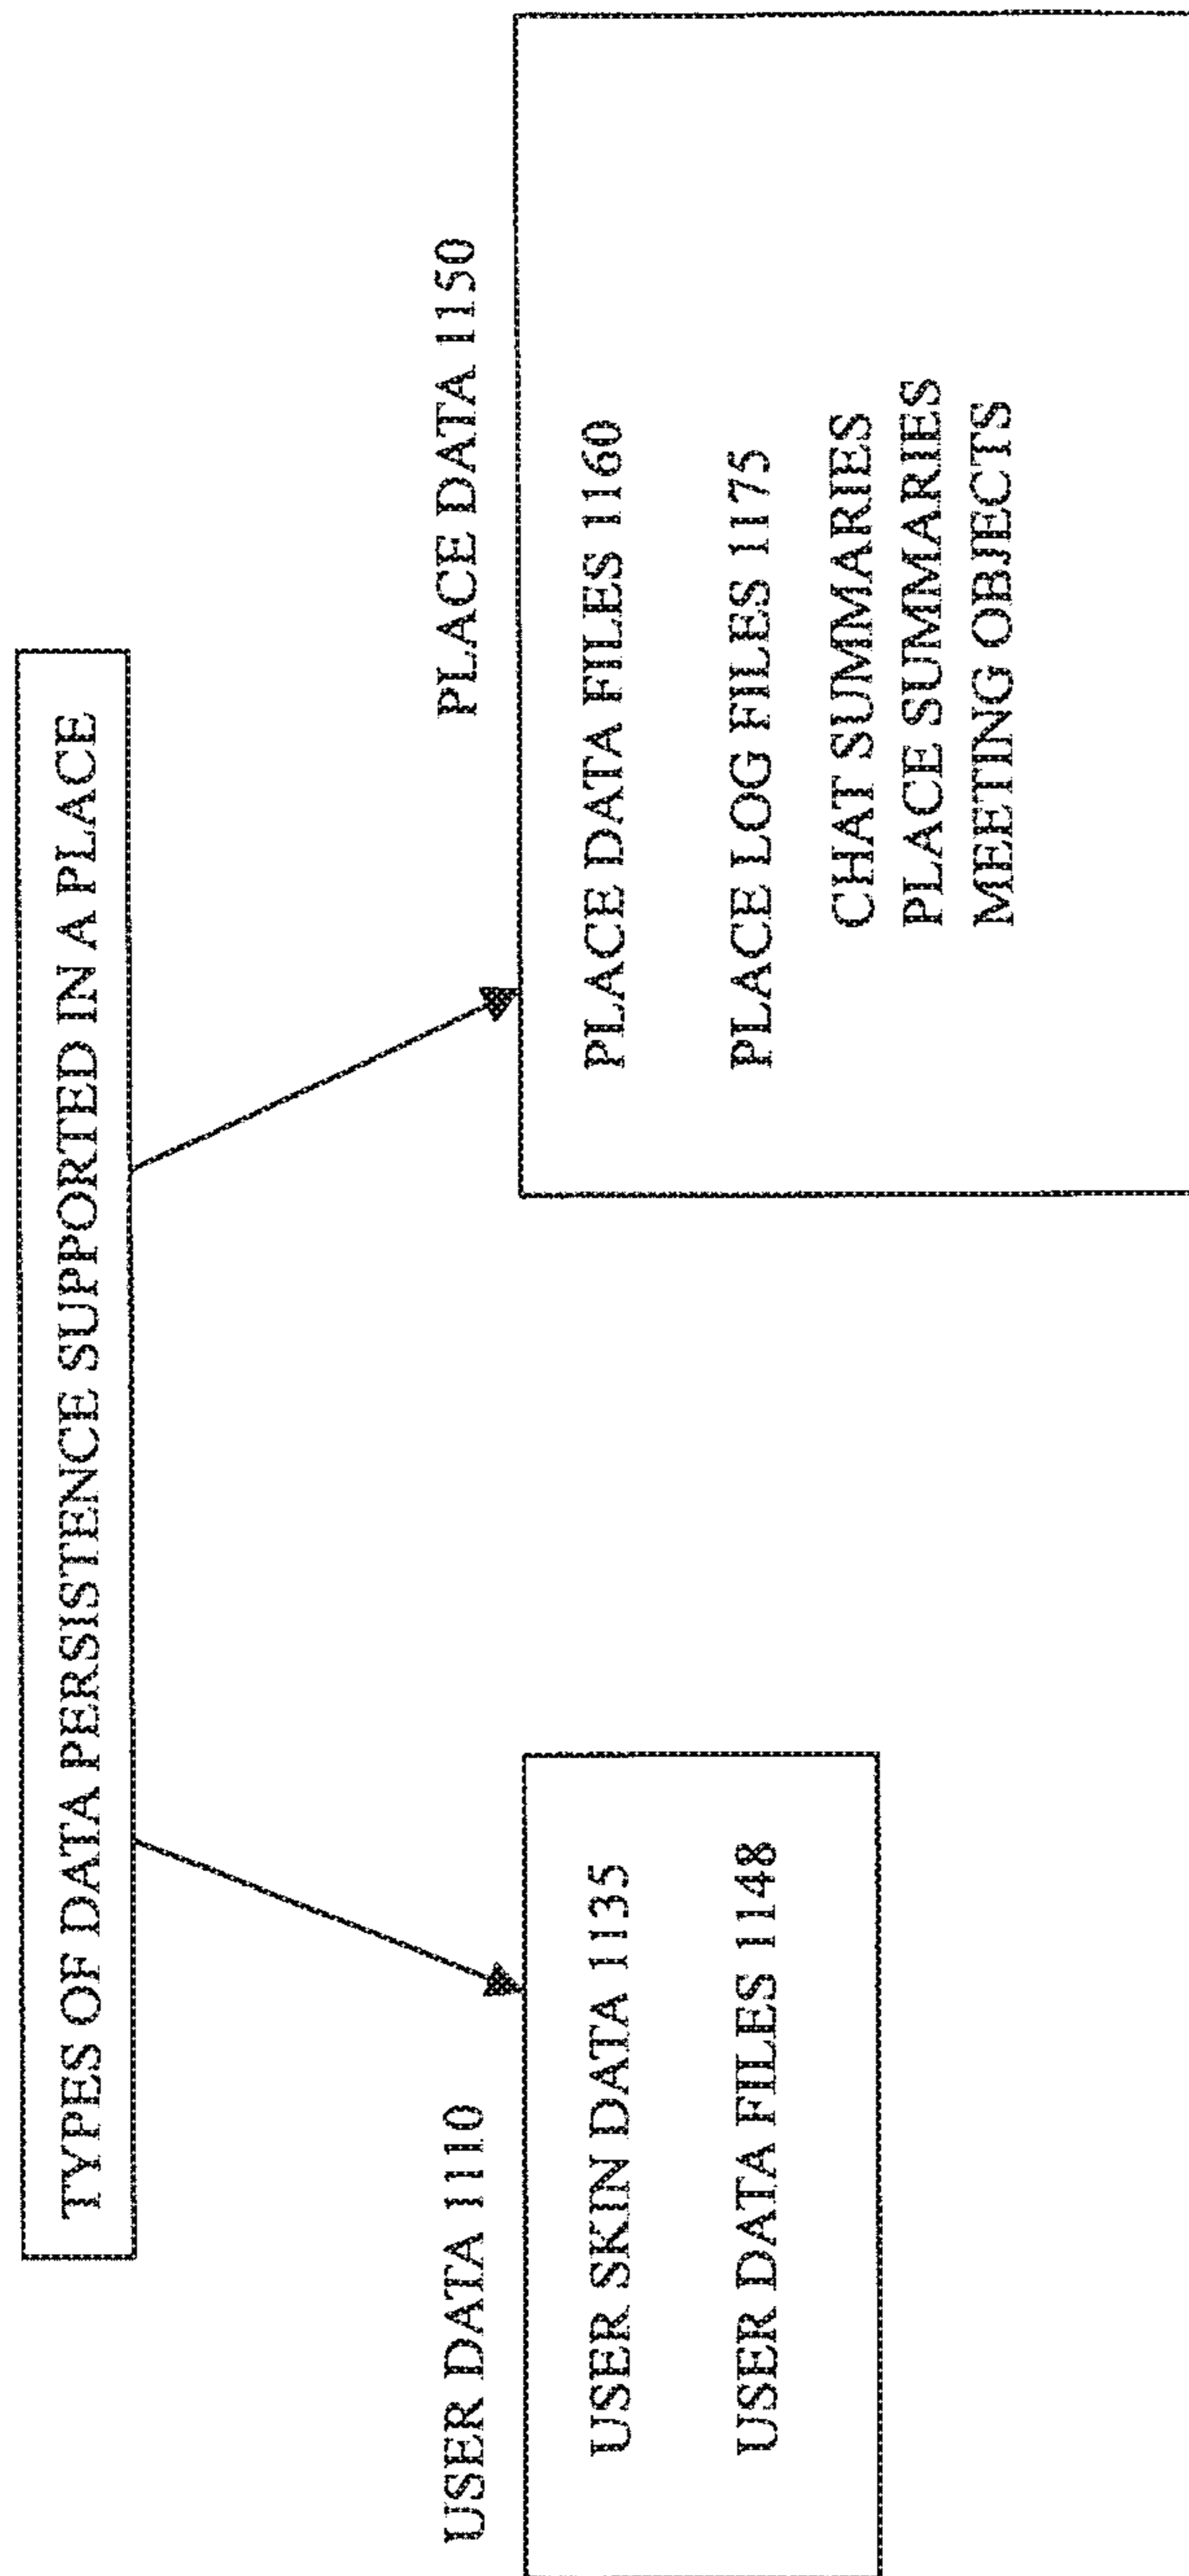 TYPES OF DATA PERSISTENCE SUPPORTED IN A PLACE
USER DATA 1110
USER SKIN DATA 1135
USER DATA FILES 1148
PLACE DATA 1150
PLACE DATA FILES 1160
PLACE LOG FILES 1175
CHAT SUMMARIES
PLACE SUMMARIES
MEETING OBJECTS